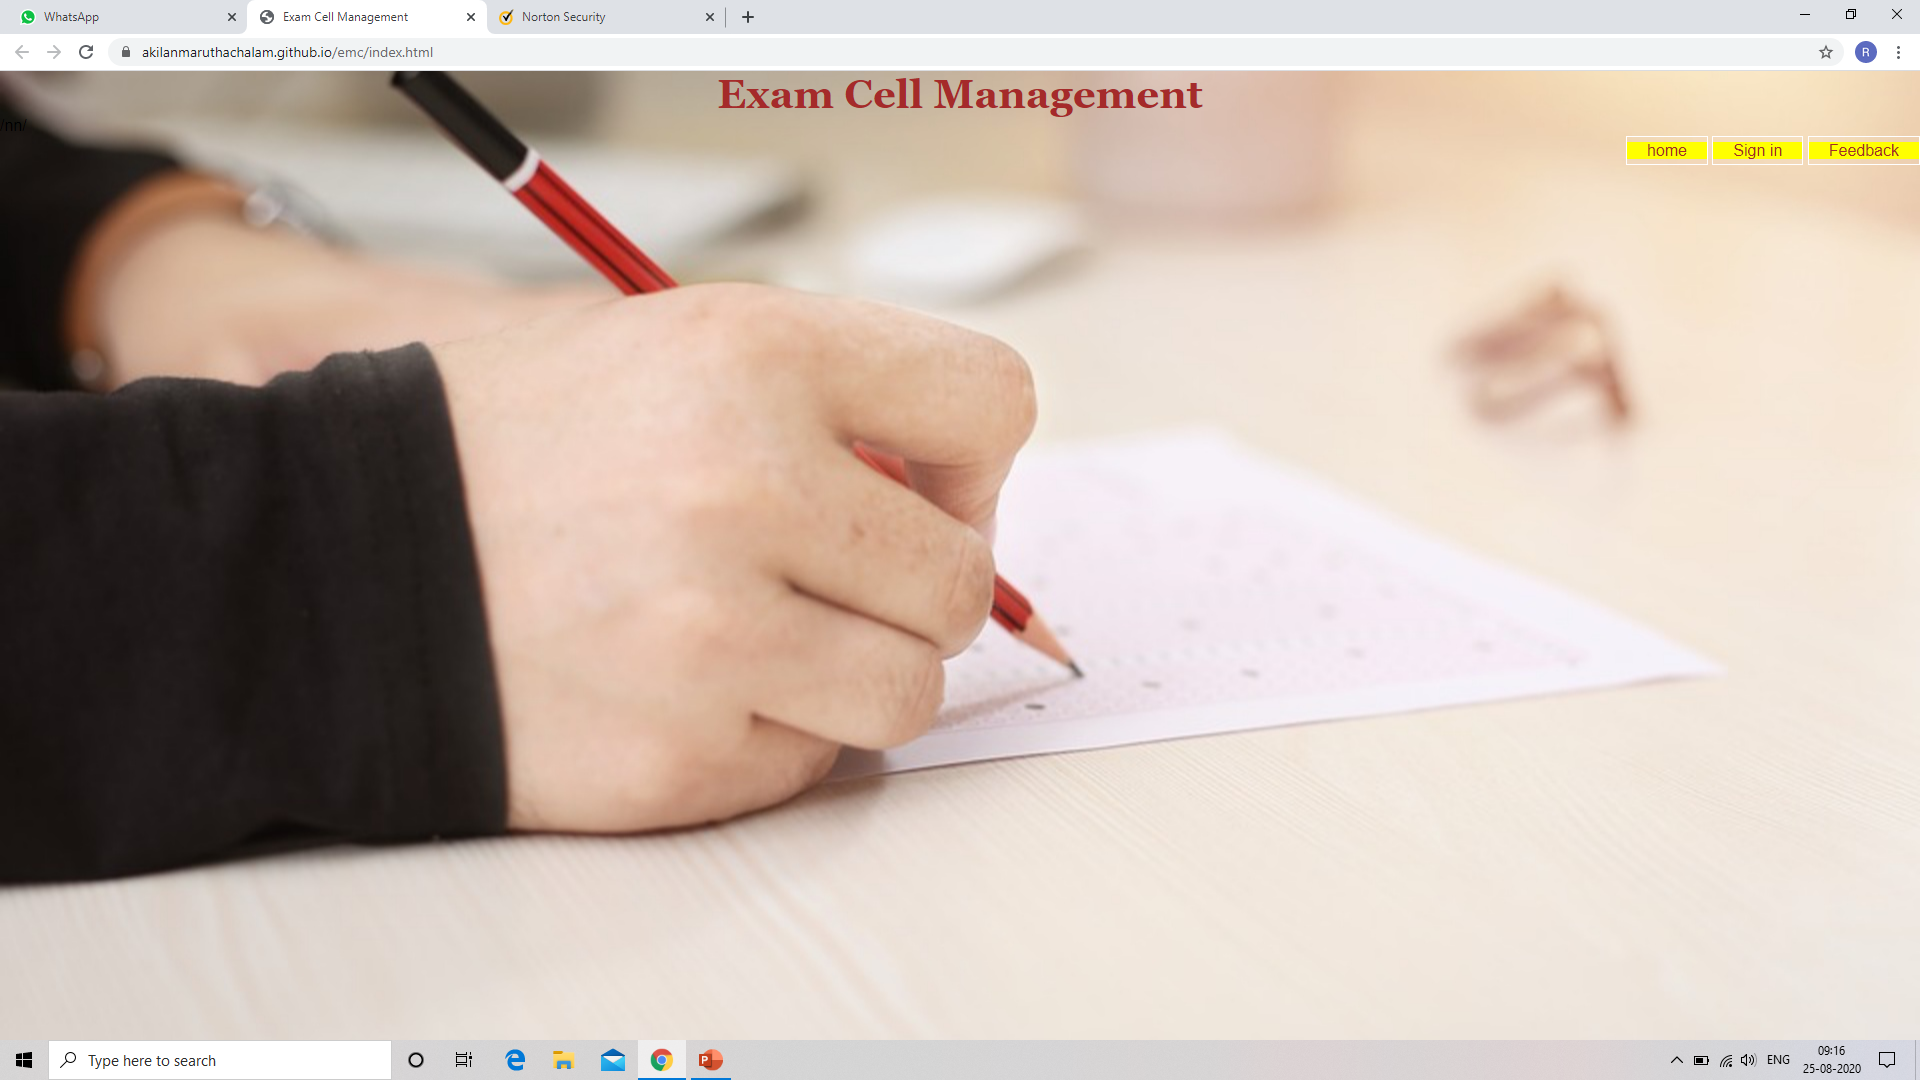 WhatsApp
Exam Cell Management
Norton Security
akilanmaruthachalam.github.io/emc/index.html
R
Exam Cell Management
/nn/
home
Sign in
Feedback
Type here to search
ENG
09:16
25-08-2020